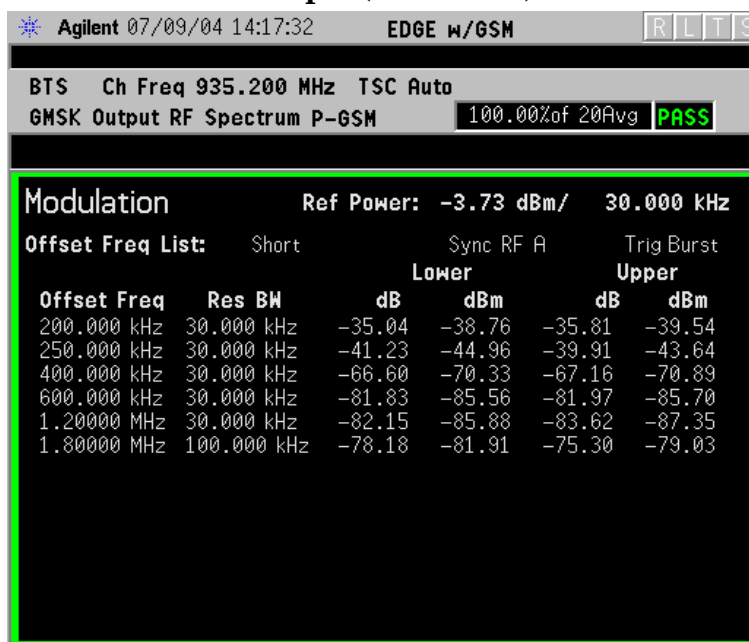 Agilent 07/09/04 14:17:32 EDGE w/GSM R L T
BTS Ch Freq 935.200 MHz TSC Auto
GMSK Output RF Spectrum P-GSM 100.00%of 20Avg PASS
Modulation Ref Power: -3.73 dBm/ 30.000 kHz
Offset Freq List: Short Sync RF A Trig Burst
Lower Upper
Offset Freq Res BW dB dBm dB dBm
200.000 kHz 30.000 kHz -35.04 -38.76 -35.81 -39.54
250.000 kHz 30.000 kHz -41.23 -44.96 -39.91 -43.64
400.000 kHz 30.000 kHz -66.60 -70.33 -67.16 -70.89
600.000 kHz 30.000 kHz -81.83 -85.56 -81.97 -85.70
1.20000 MHz 30.000 kHz -82.15 -85.88 -83.62 -87.35
1.80000 MHz 100.000 kHz -78.18 -81.91 -75.30 -79.03